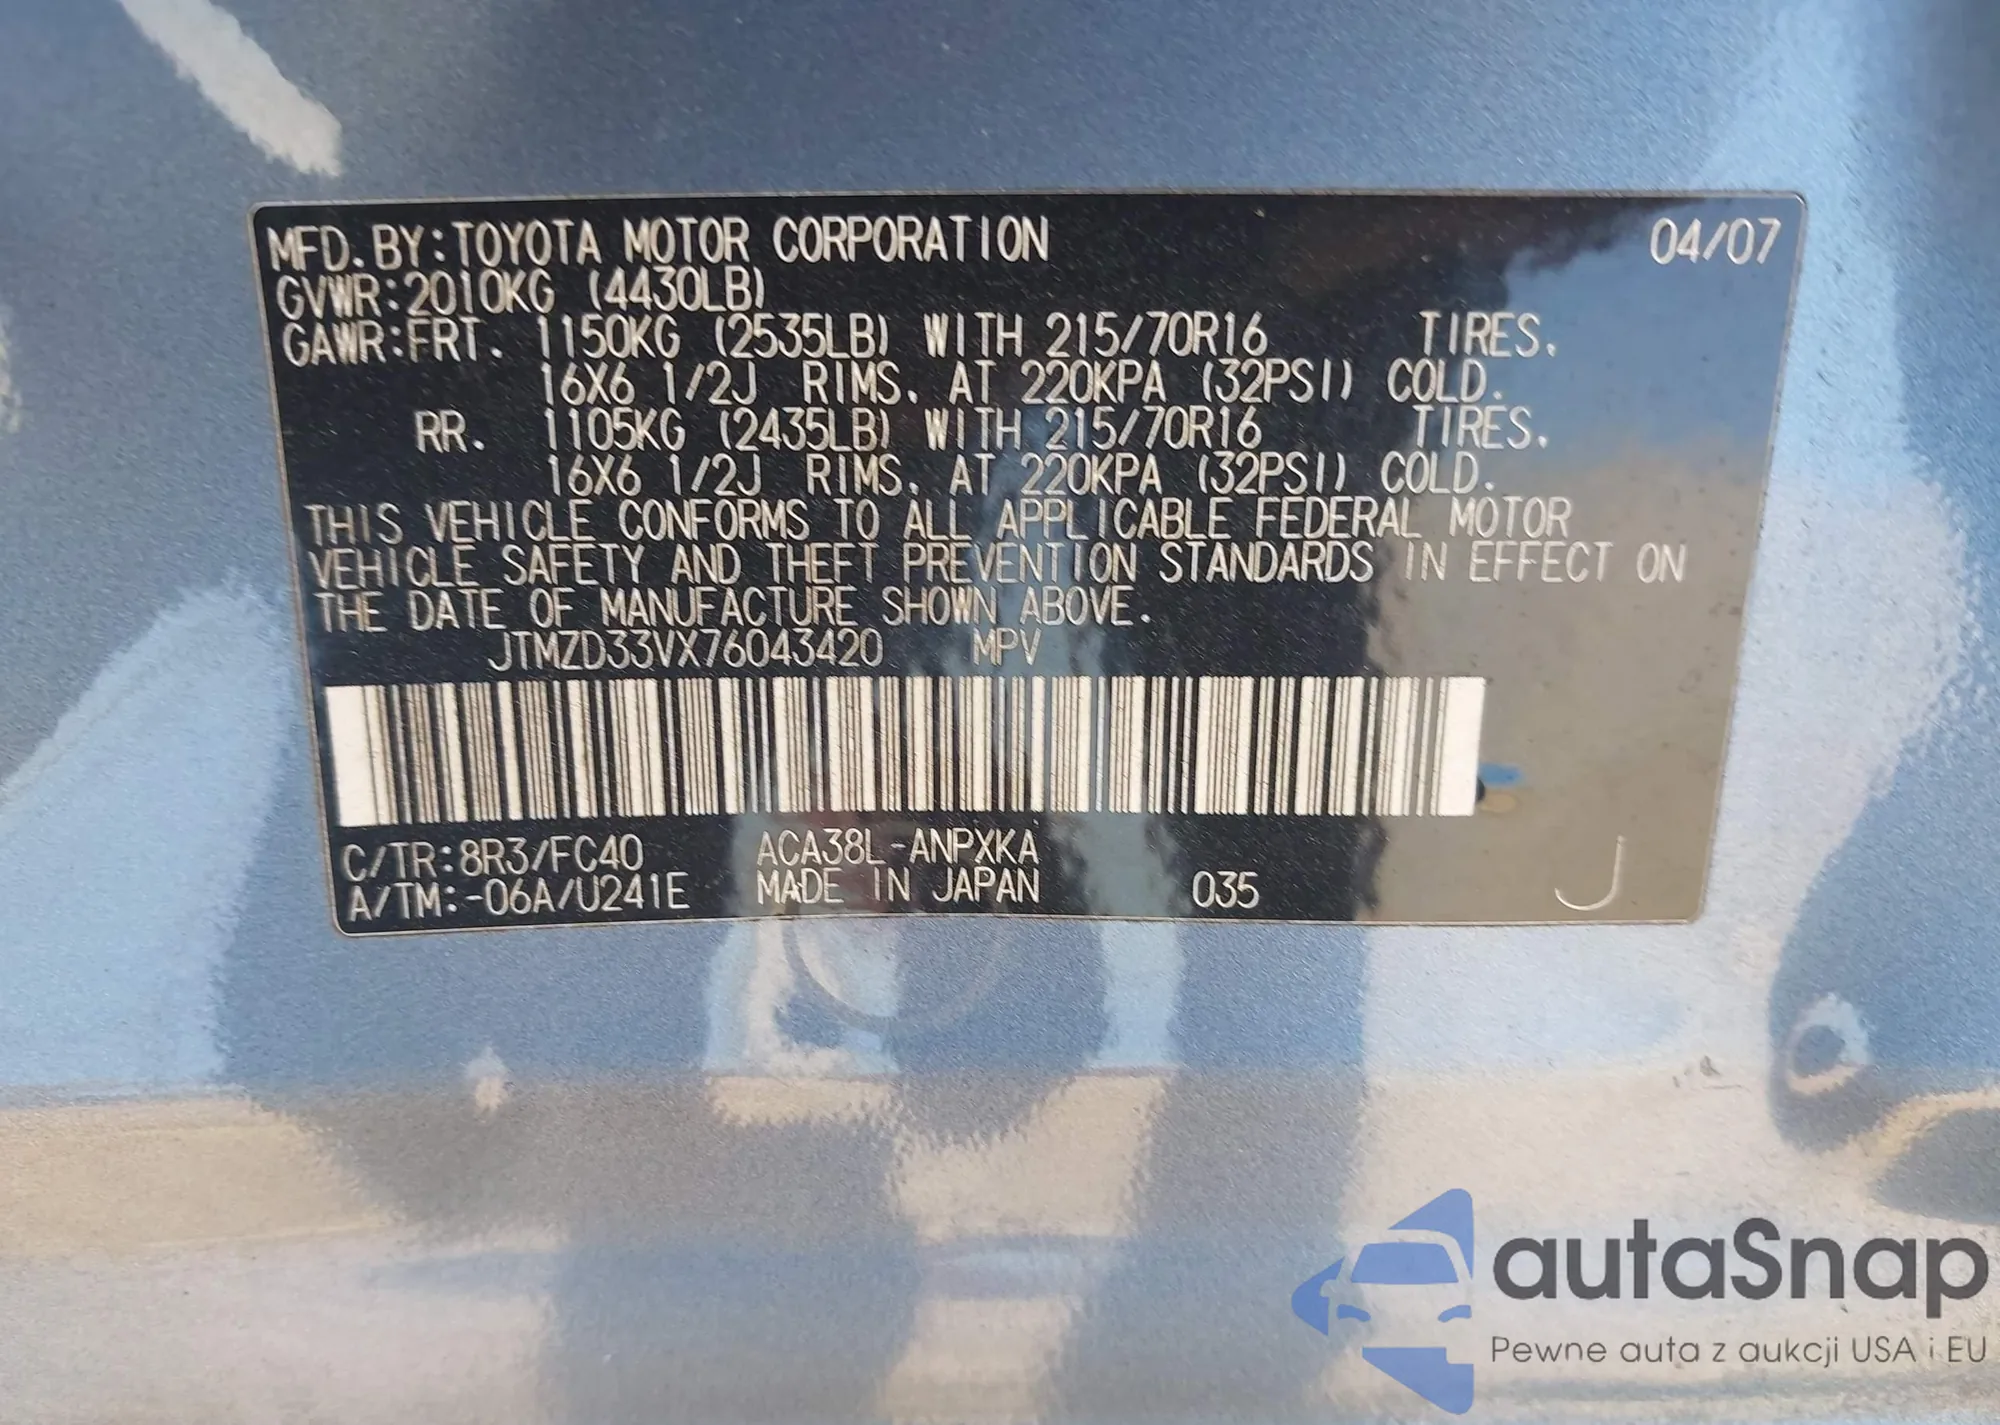 MFD. BY: TOYOTA MOTOR CORPORATION 04/07
GVWR: 2010KG (4430LB)
GAWR: FRT. 1150KG (2535LB) WITH 215/70R16 TIRES.
16X6 1/2J RIMS. AT 220KPA (32PSI) COLD.
RR. 1105KG (2435LB) WITH 215/70R16 TIRES.
16X6 1/2J RIMS. AT 220KPA (32PSI) COLD.
THIS VEHICLE CONFORMS TO ALL APPLICABLE FEDERAL MOTOR
VEHICLE SAFETY AND THEFT PREVENTION STANDARDS IN EFFECT ON
THE DATE OF MANUFACTURE SHOWN ABOVE.
JTMZD33VX76043420 MPV
C/TR: 8R3/FC40 ACA38L-ANPXKA
A/TM: -06A/U241E MADE IN JAPAN 035 J
autaSnap
Pewne auta z aukcji USA i EU